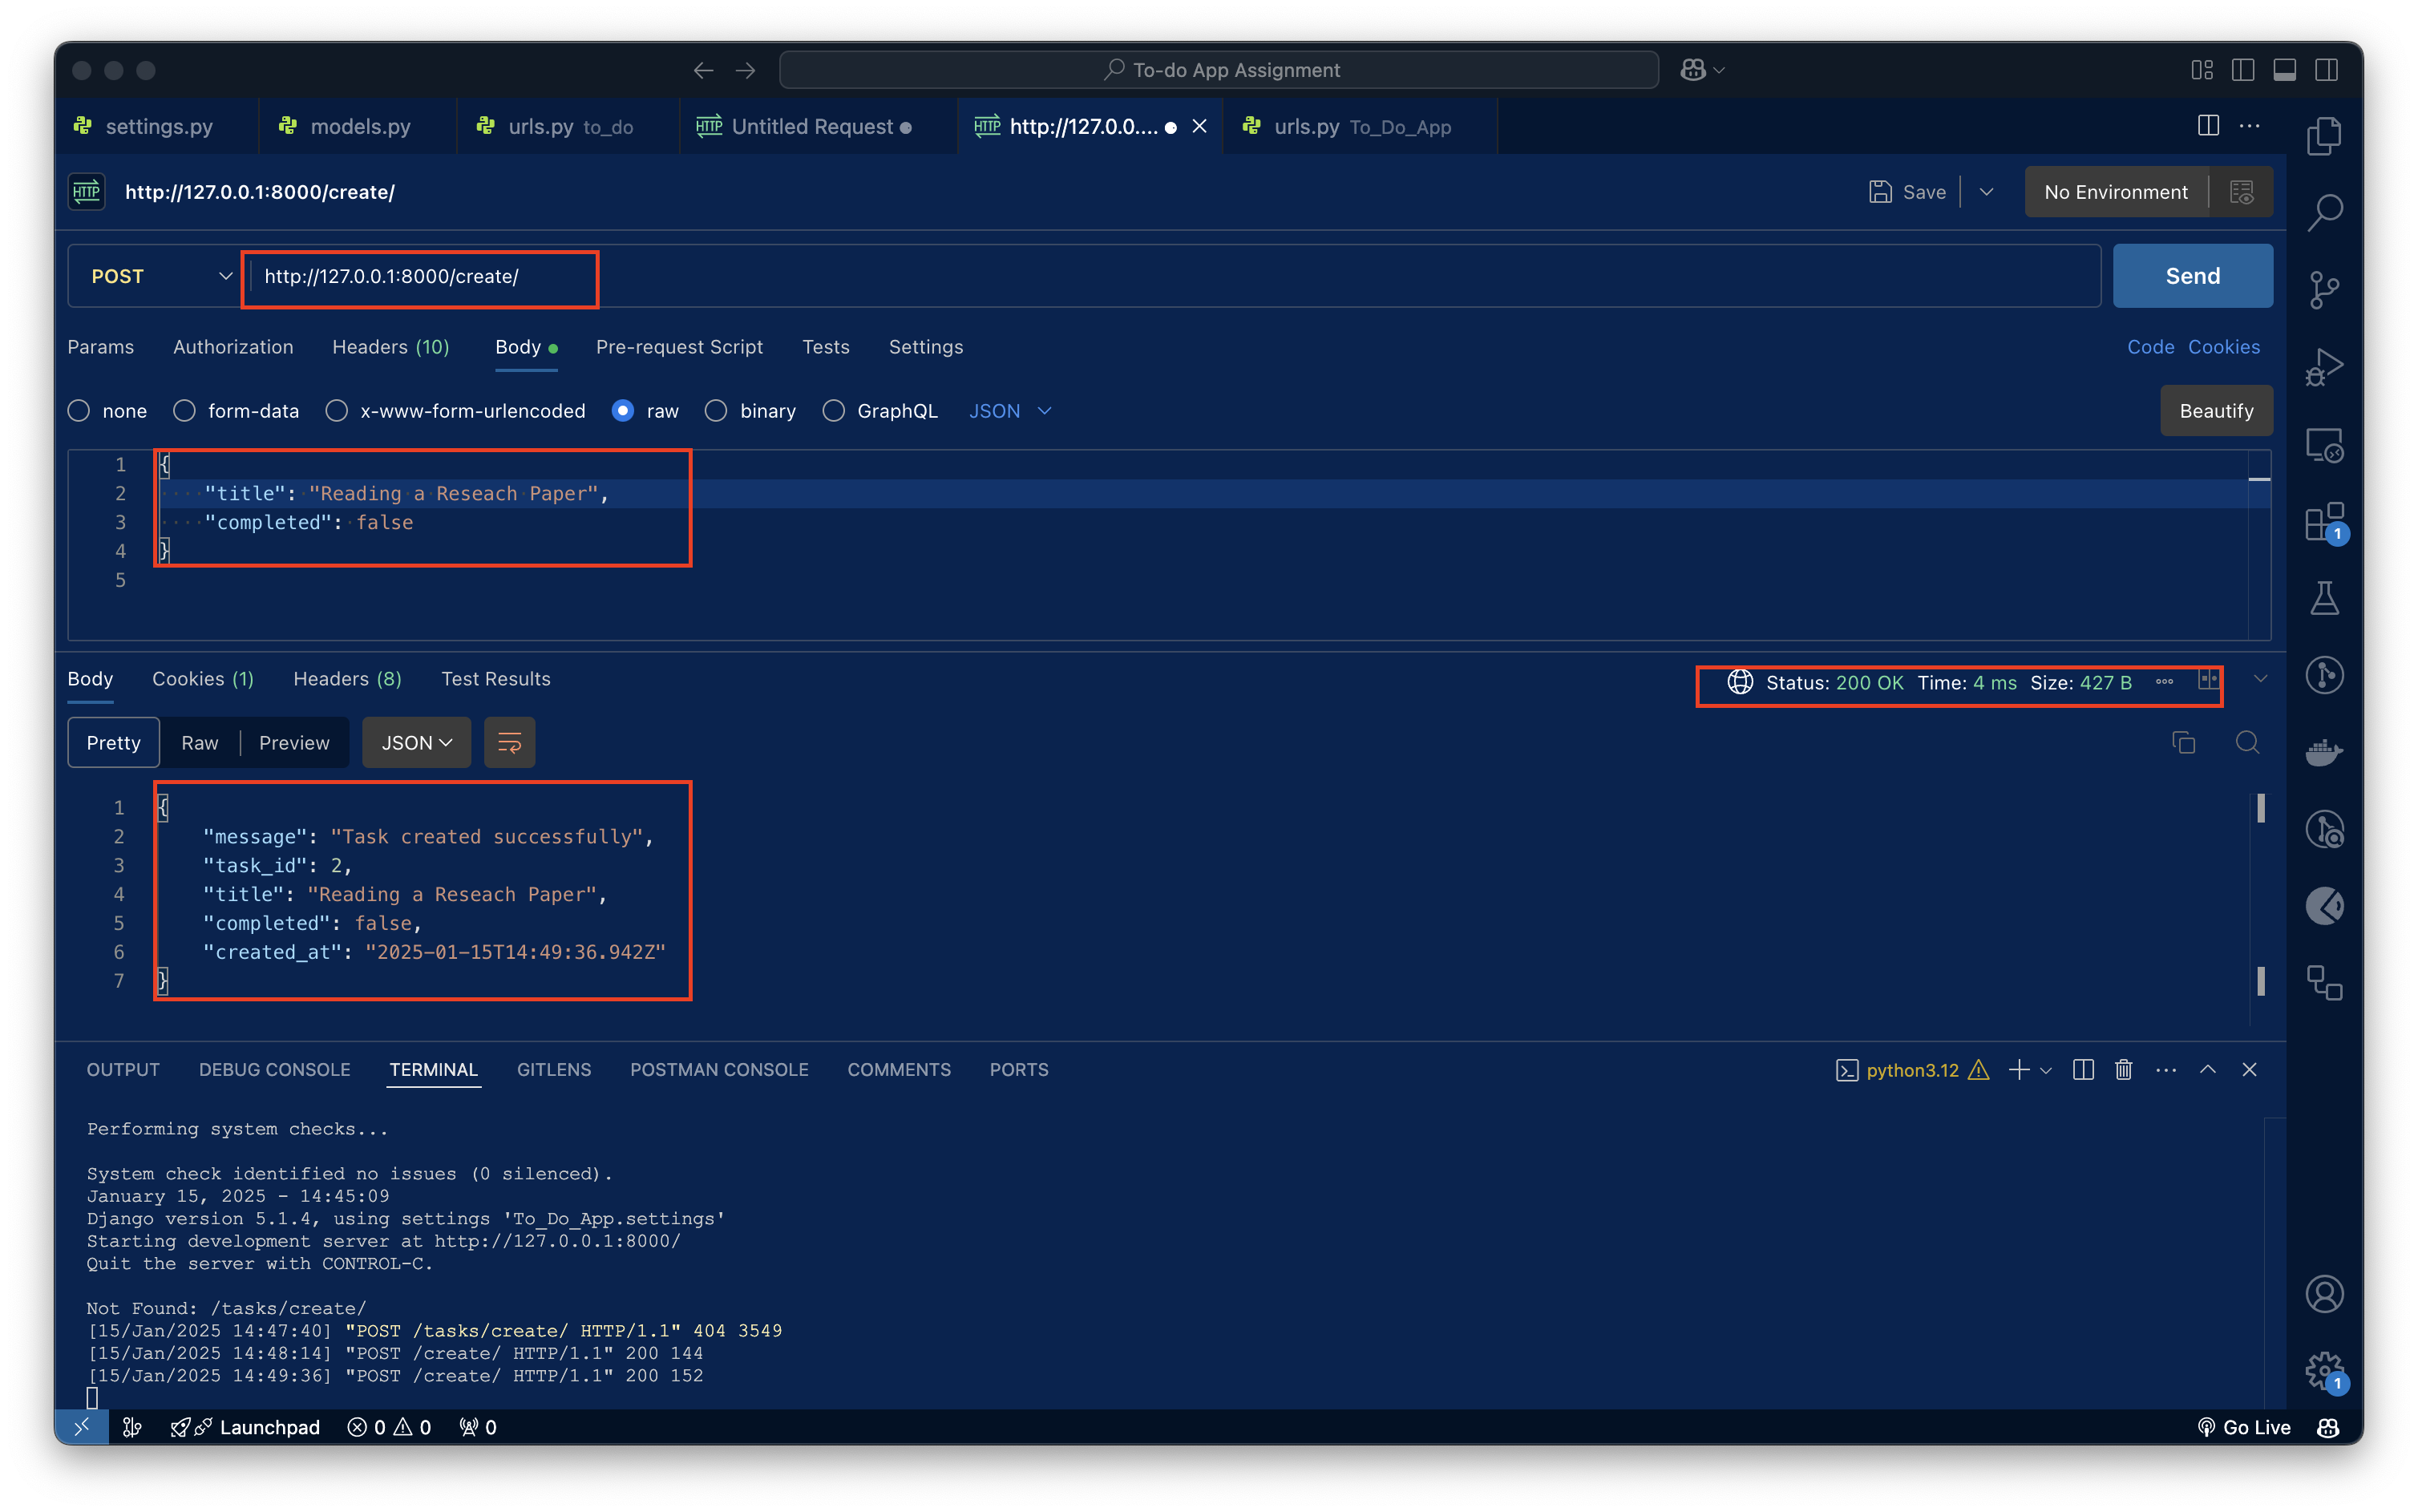 To-do App Assignment
settings.py
models.py
urls.py to_do
HTTP Untitled Request
HTTP http://127.0.0....
urls.py To_Do_App
HTTP http://127.0.0.1:8000/create/
Save
No Environment
POST
http://127.0.0.1:8000/create/
Send
Params Authorization Headers (10) Body Pre-request Script Tests Settings
Code Cookies
none form-data x-www-form-urlencoded raw binary GraphQL JSON
Beautify
1 {
2 "title": "Reading a Reseach Paper",
3 "completed": false
4 }
5
Body Cookies (1) Headers (8) Test Results
Status: 200 OK Time: 4 ms Size: 427 B
Pretty Raw Preview JSON
1 {
2 "message": "Task created successfully",
3 "task_id": 2,
4 "title": "Reading a Reseach Paper",
5 "completed": false,
6 "created_at": "2025-01-15T14:49:36.942Z"
7 }
OUTPUT DEBUG CONSOLE TERMINAL GITLENS POSTMAN CONSOLE COMMENTS PORTS
python3.12
Performing system checks...
System check identified no issues (0 silenced).
January 15, 2025 - 14:45:09
Django version 5.1.4, using settings 'To_Do_App.settings'
Starting development server at http://127.0.0.1:8000/
Quit the server with CONTROL-C.
Not Found: /tasks/create/
[15/Jan/2025 14:47:40] "POST /tasks/create/ HTTP/1.1" 404 3549
[15/Jan/2025 14:48:14] "POST /create/ HTTP/1.1" 200 144
[15/Jan/2025 14:49:36] "POST /create/ HTTP/1.1" 200 152
Launchpad 0 0 0
Go Live
1
1